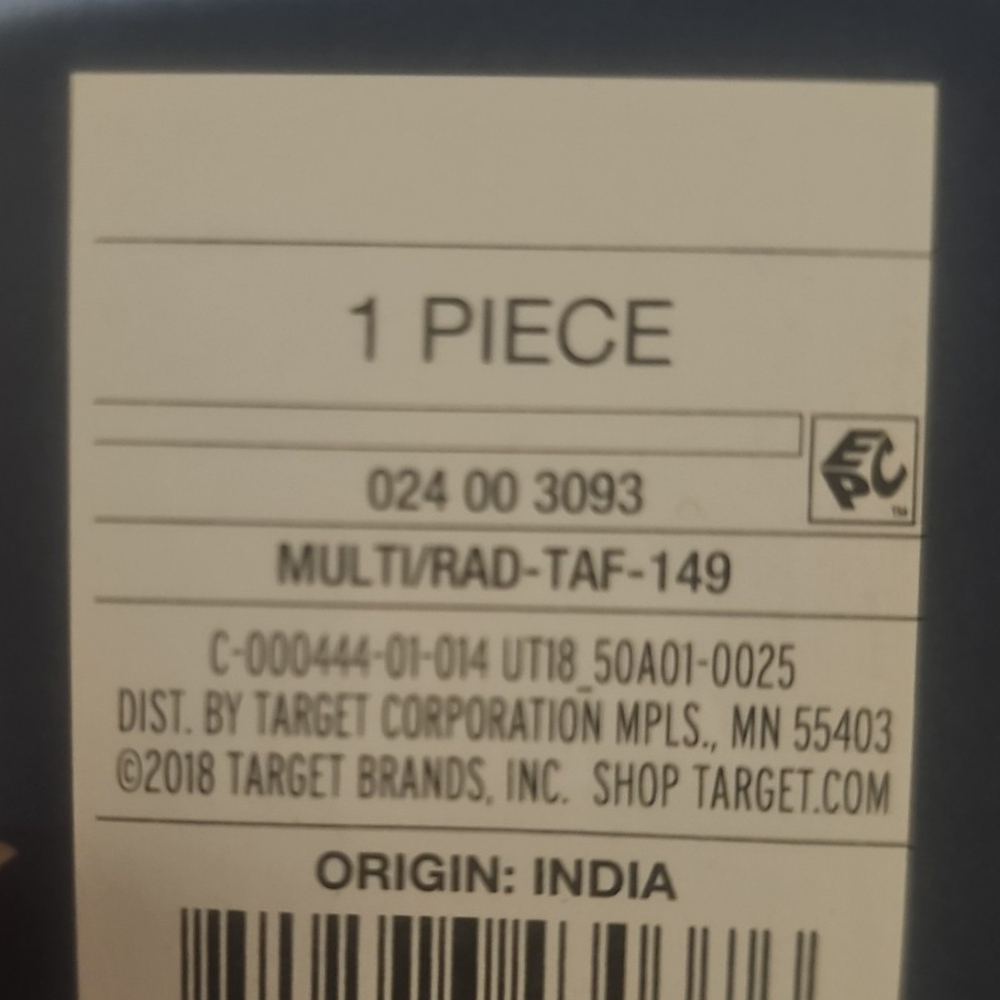 1 PIECE
EPC™
024 00 3093
MULTI/RAD-TAF-149
C-000444-01-014 UT18_50A01-0025
DIST. BY TARGET CORPORATION MPLS., MN 55403
©2018 TARGET BRANDS, INC. SHOP TARGET.COM
ORIGIN: INDIA